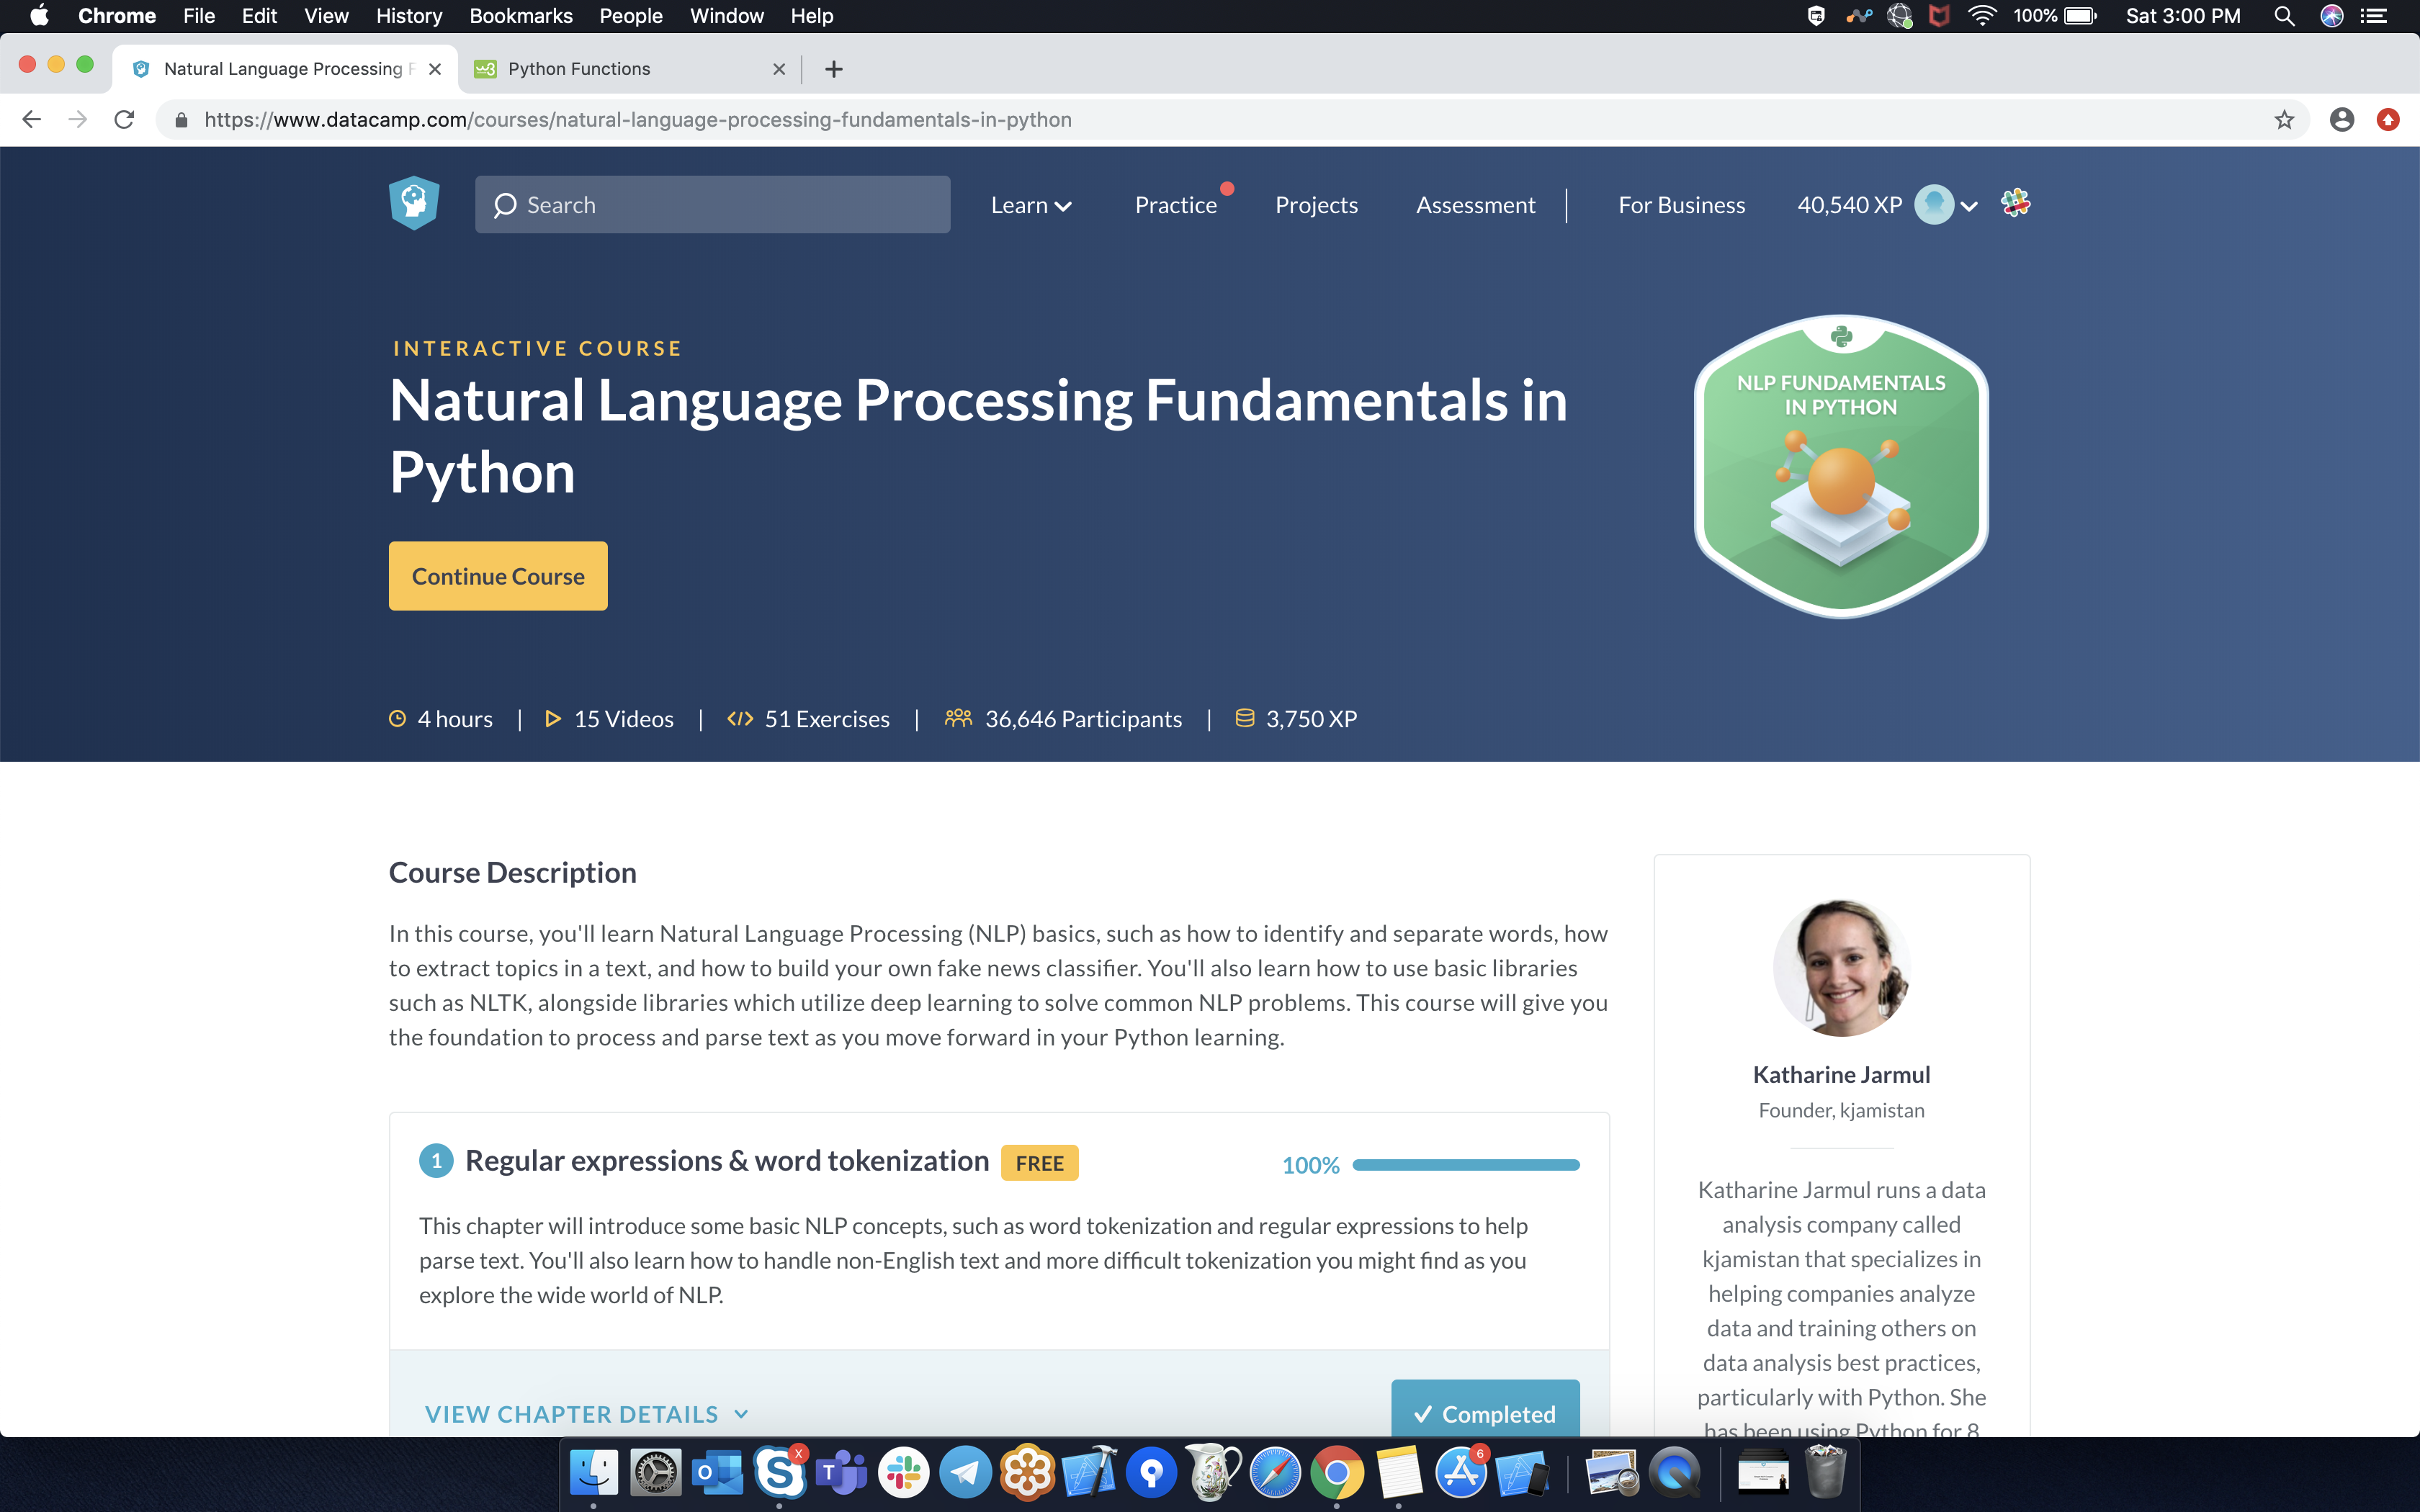 Chrome File Edit View History Bookmarks People Window Help 100% Sat 3:00 PM
Natural Language Processing F Python Functions
https://www.datacamp.com/courses/natural-language-processing-fundamentals-in-python
Search Learn Practice Projects Assessment For Business 40,540 XP
INTERACTIVE COURSE
Natural Language Processing Fundamentals in
Python
Continue Course
NLP FUNDAMENTALS
IN PYTHON
4 hours | 15 Videos | 51 Exercises | 36,646 Participants | 3,750 XP
Course Description
In this course, you'll learn Natural Language Processing (NLP) basics, such as how to identify and separate words, how
to extract topics in a text, and how to build your own fake news classifier. You'll also learn how to use basic libraries
such as NLTK, alongside libraries which utilize deep learning to solve common NLP problems. This course will give you
the foundation to process and parse text as you move forward in your Python learning.
1 Regular expressions & word tokenization FREE 100%
This chapter will introduce some basic NLP concepts, such as word tokenization and regular expressions to help
parse text. You'll also learn how to handle non-English text and more difficult tokenization you might find as you
explore the wide world of NLP.
VIEW CHAPTER DETAILS Completed
Katharine Jarmul
Founder, kjamistan
Katharine Jarmul runs a data
analysis company called
kjamistan that specializes in
helping companies analyze
data and training others on
data analysis best practices,
particularly with Python. She
has been using Python for 8
6